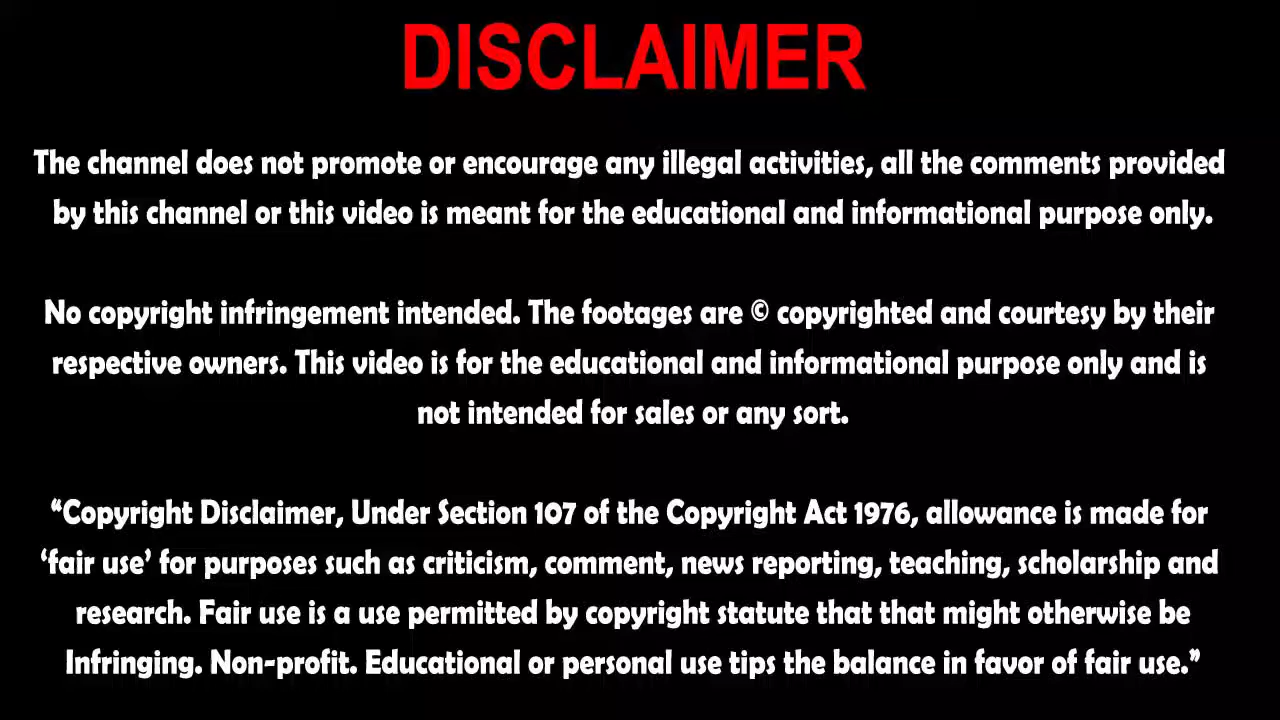 DISCLAIMER
The channel does not promote or encourage any illegal activities, all the comments provided
by this channel or this video is meant for the educational and informational purpose only.
No copyright infringement intended. The footages are © copyrighted and courtesy by their
respective owners. This video is for the educational and informational purpose only and is
not intended for sales or any sort.
“Copyright Disclaimer, Under Section 107 of the Copyright Act 1976, allowance is made for
‘fair use’ for purposes such as criticism, comment, news reporting, teaching, scholarship and
research. Fair use is a use permitted by copyright statute that that might otherwise be
Infringing. Non-profit. Educational or personal use tips the balance in favor of fair use.”